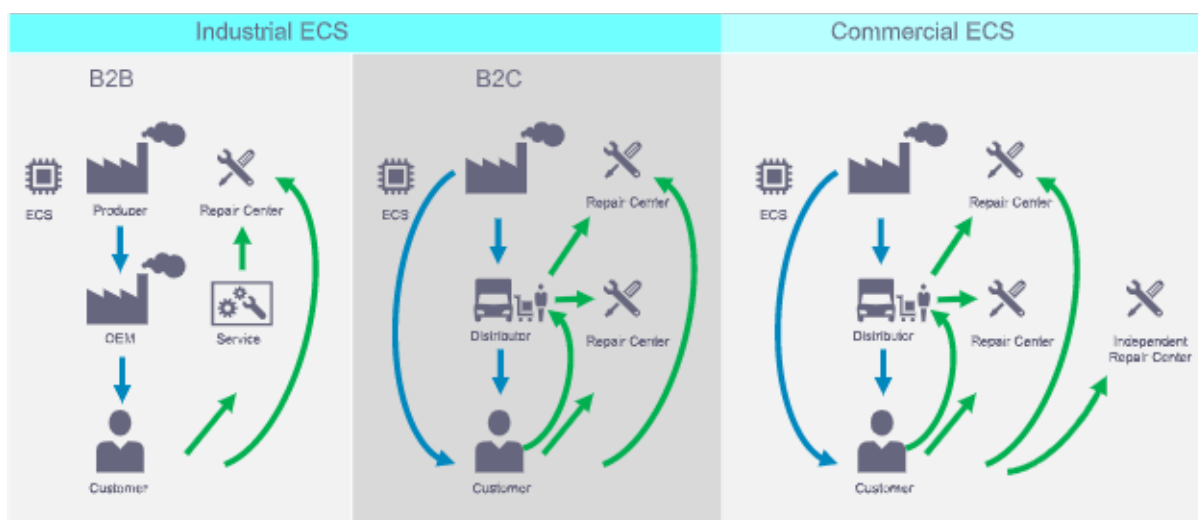 Industrial ECS
Commercial ECS
B2B
B2C
ECS
Producer
Repair Center
OEM
Service
Customer
ECS
Repair Center
Distributor
Repair Center
Customer
ECS
Repair Center
Distributor
Repair Center
Independent
Repair Center
Customer